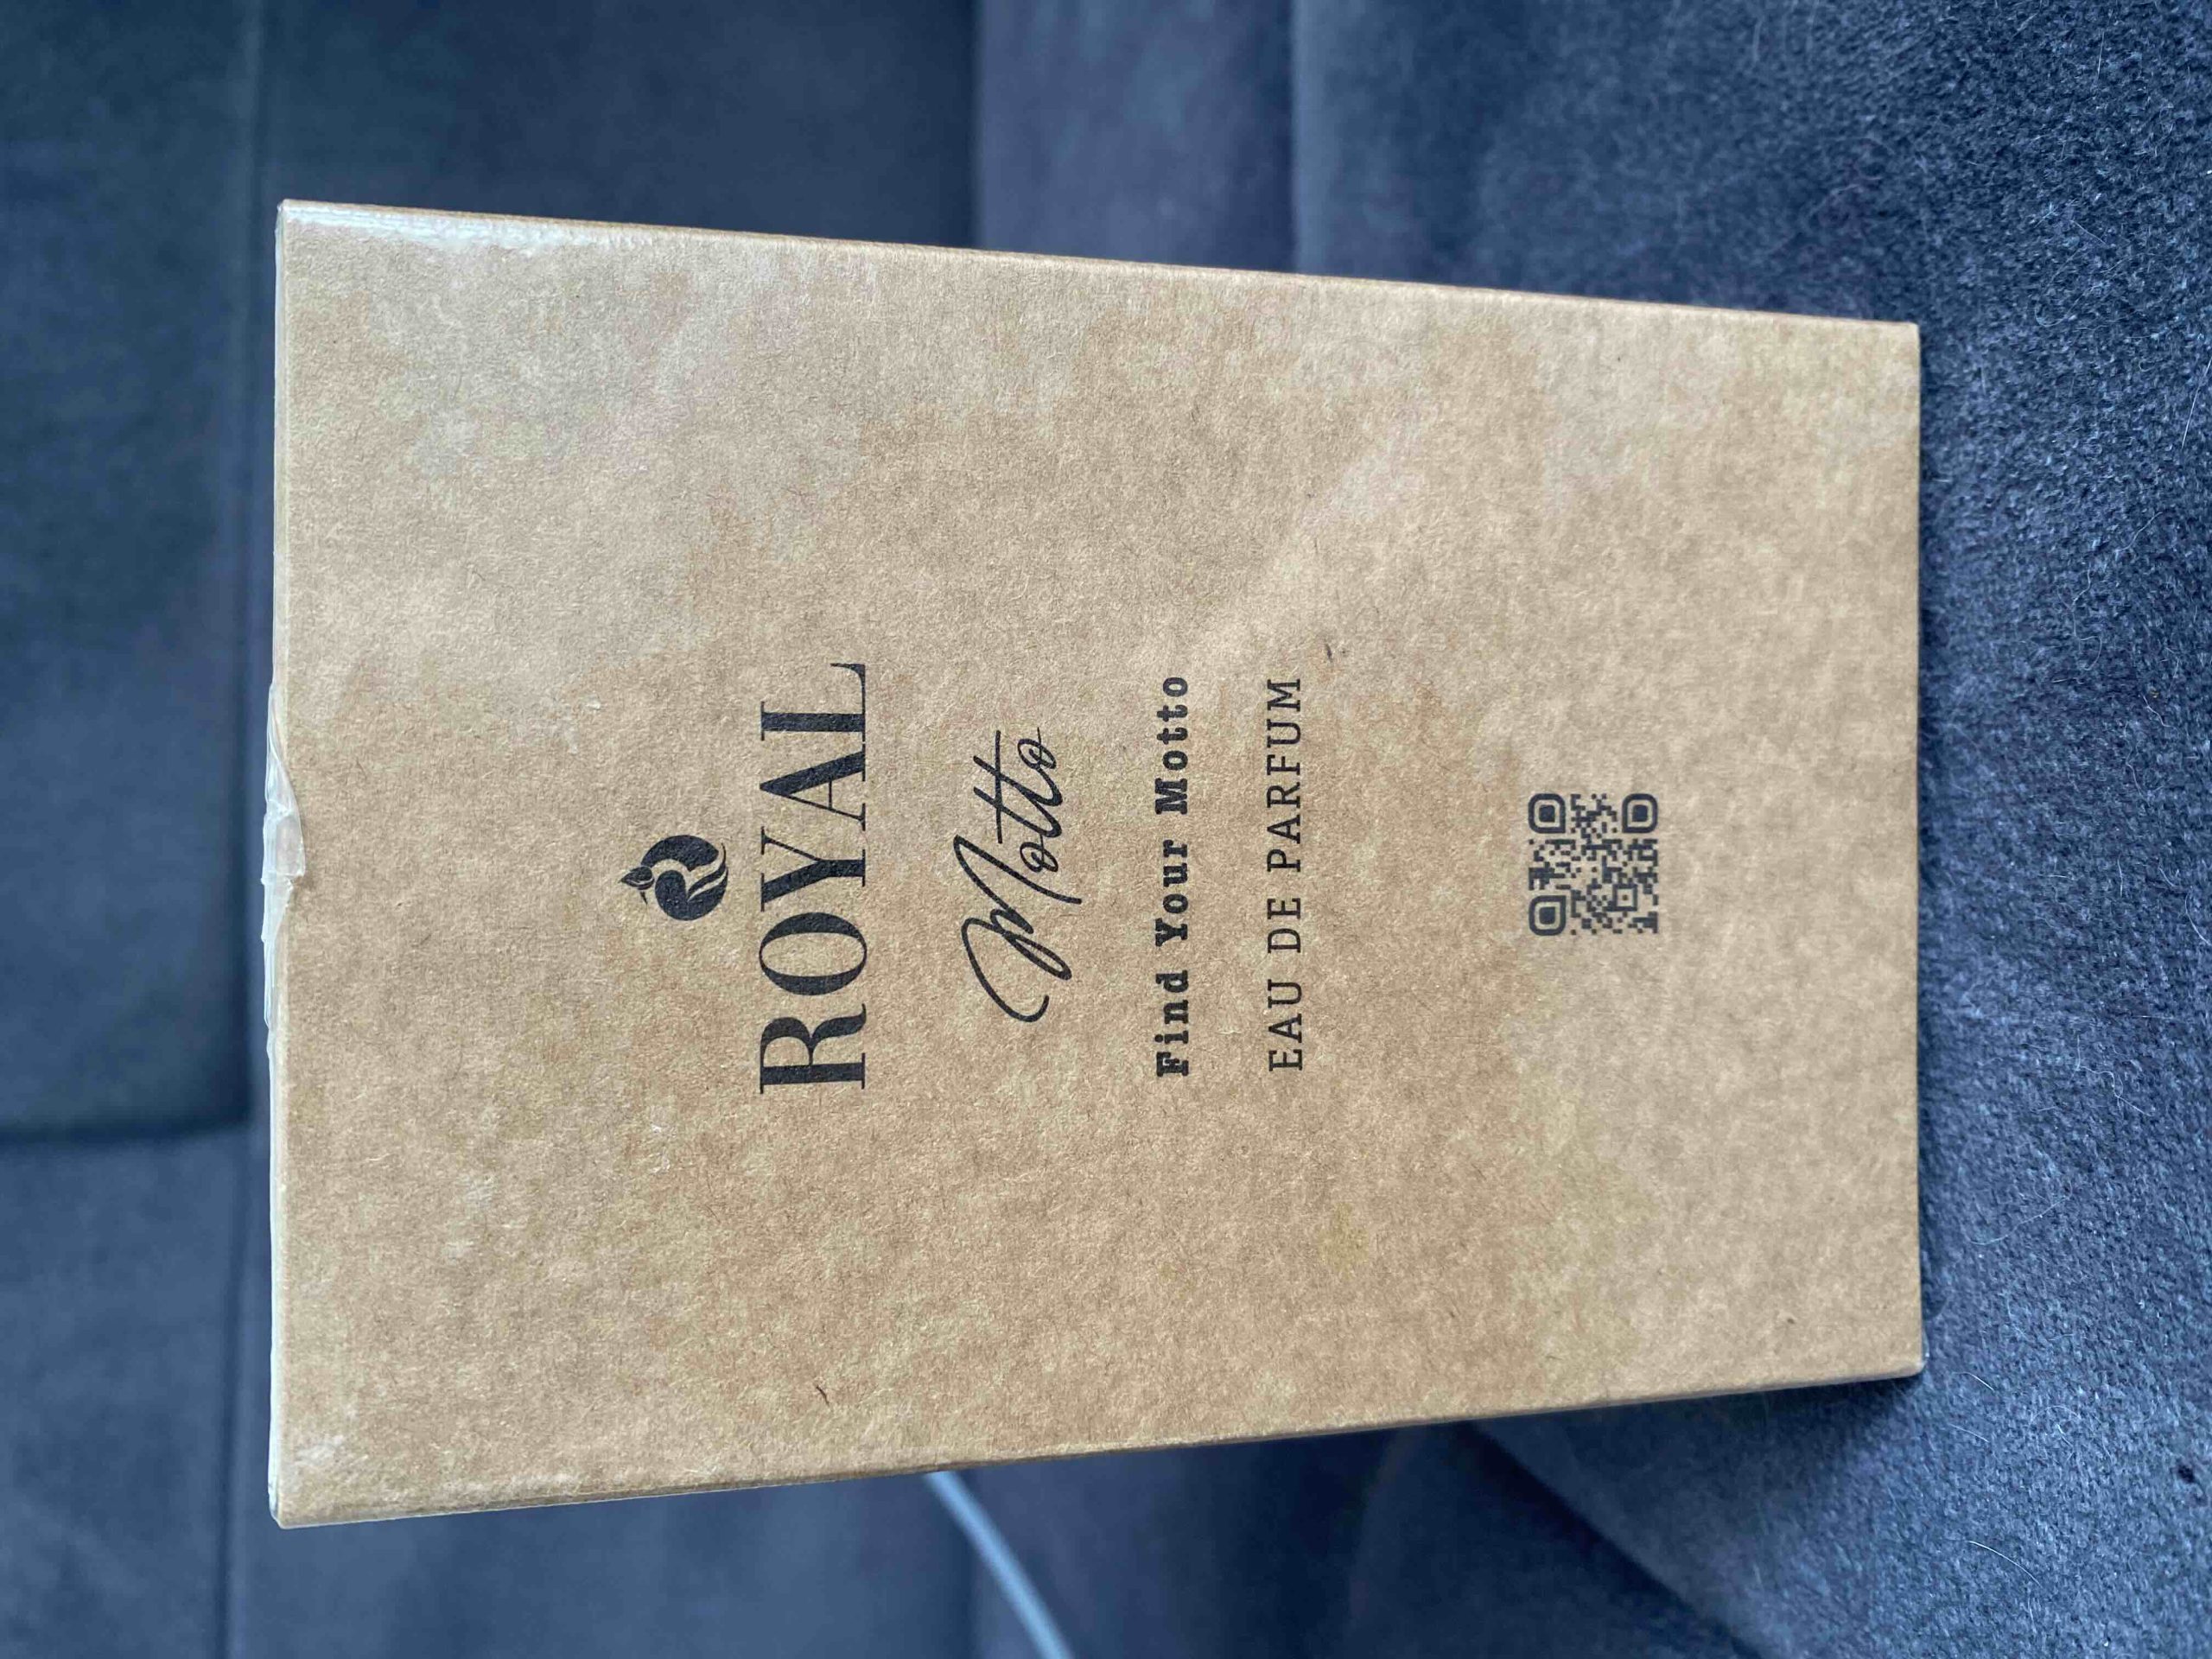 ROYAL
Motto
Find Your Motto
EAU DE PARFUM